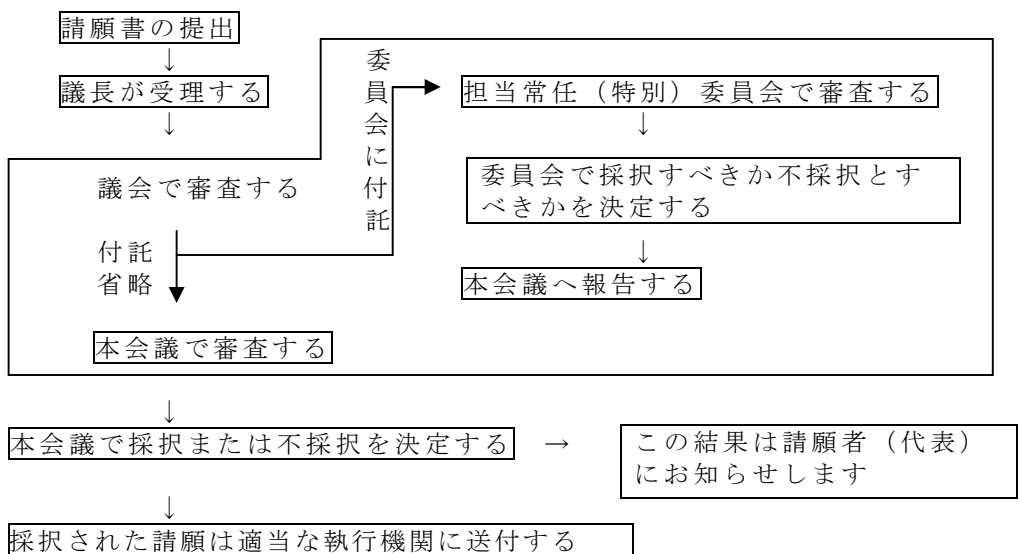 請願書の提出
↓
議長が受理する
↓
議会で審査する
付託
省略
本会議で審査する
委員会に付託
担当常任（特別）委員会で審査する
↓
委員会で採択すべきか不採択とす
べきかを決定する
↓
本会議へ報告する
↓
本会議で採択または不採択を決定する →
この結果は請願者（代表）
にお知らせします
↓
採択された請願は適当な執行機関に送付する